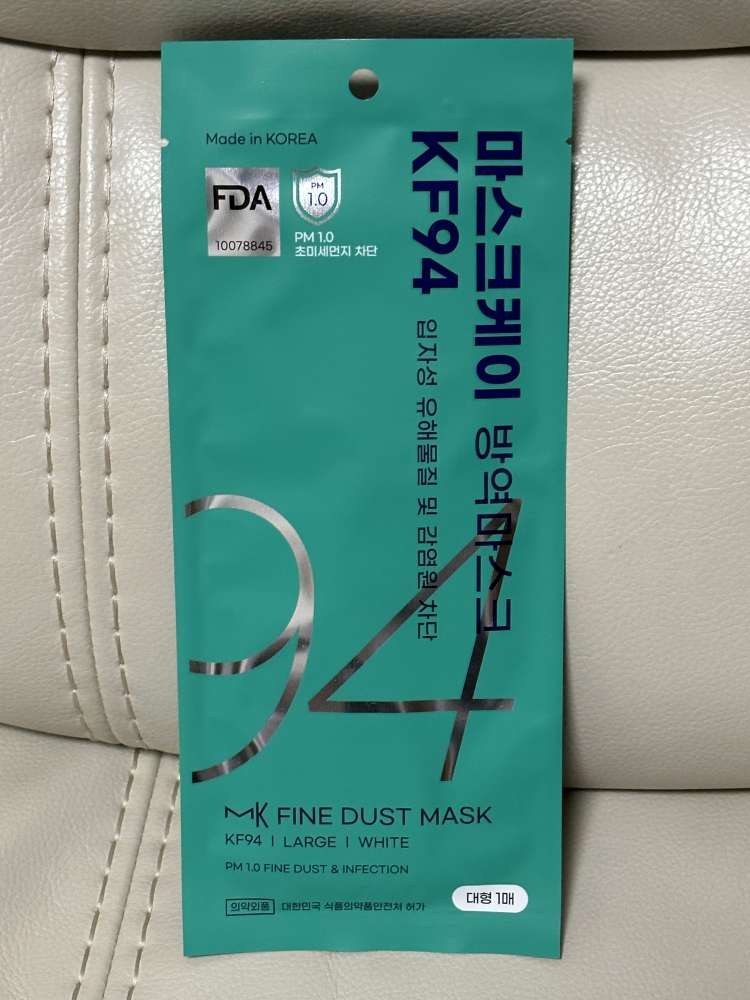 Made in KOREA
FDA
10078845
PM
1.0
PM 1.0
초미세먼지 차단
마스크케이 방역마스크
KF94 입자성 유해물질 및 감염원 차단
94
MK FINE DUST MASK
KF94 | LARGE | WHITE
PM 1.0 FINE DUST & INFECTION
의약외품 대한민국 식품의약품안전처 허가
대형 1매